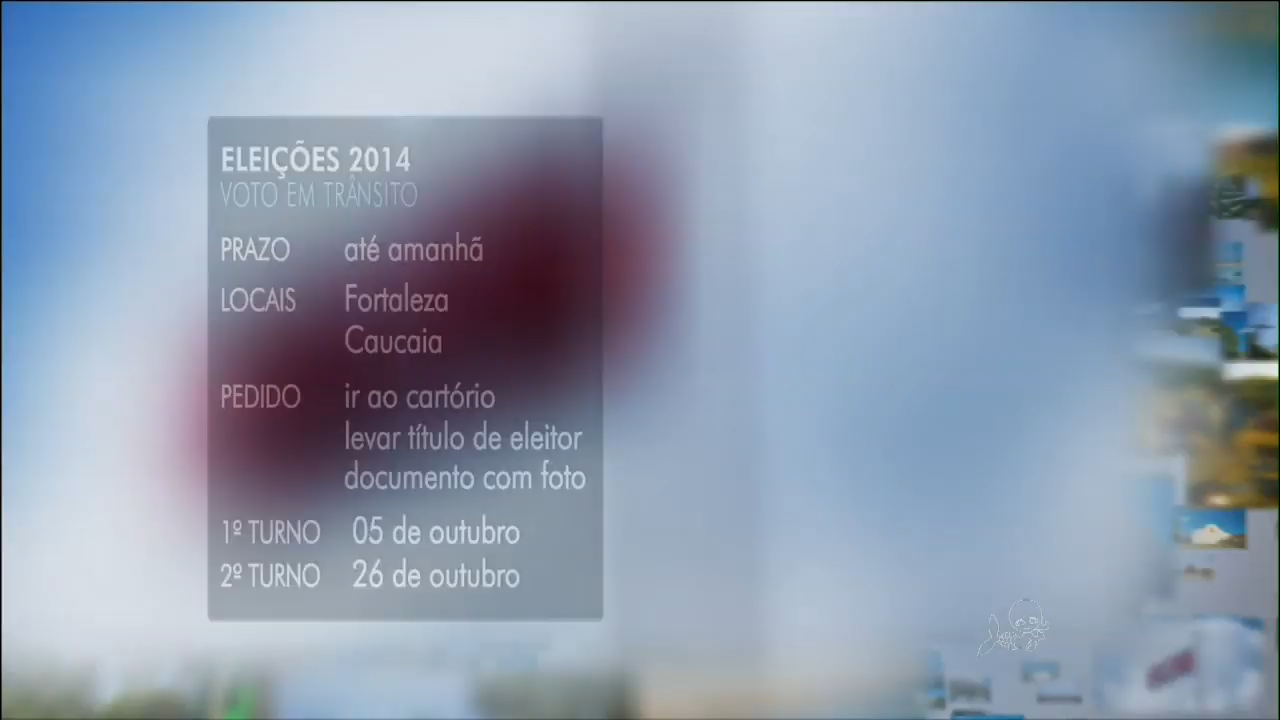 ELEIÇÕES 2014
VOTO EM TRÂNSITO
PRAZO até amanhã
LOCAIS Fortaleza
Caucaia
PEDIDO ir ao cartório
levar título de eleitor
documento com foto
1º TURNO 05 de outubro
2º TURNO 26 de outubro